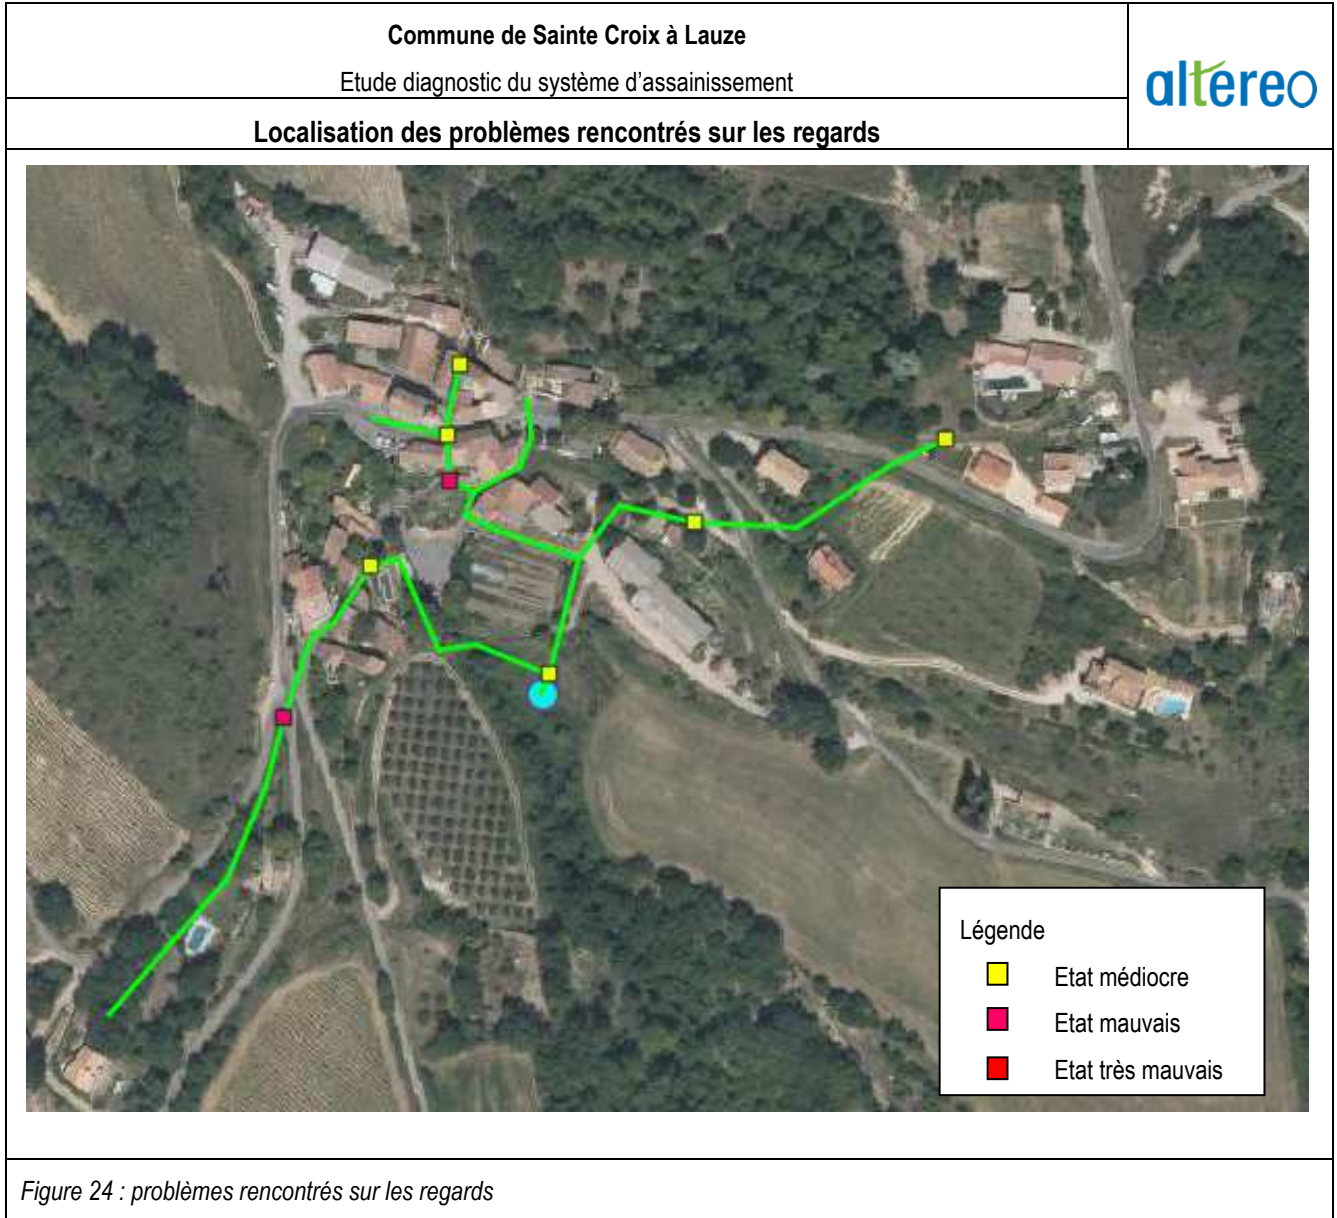 Commune de Sainte Croix à Lauze
Etude diagnostic du système d'assainissement
altereo
Localisation des problèmes rencontrés sur les regards
Légende
Etat médiocre
Etat mauvais
Etat très mauvais
Figure 24 : problèmes rencontrés sur les regards